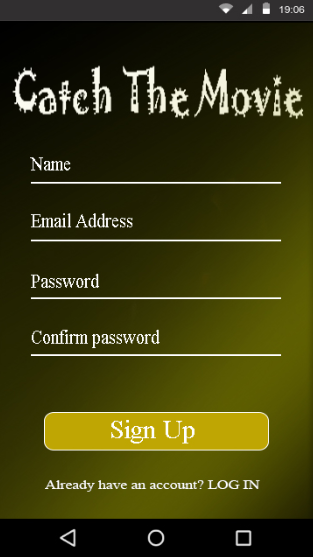 19:06
Catch The Movie
Name
Email Address
Password
Confirm password
Sign Up
Already have an account? LOG IN